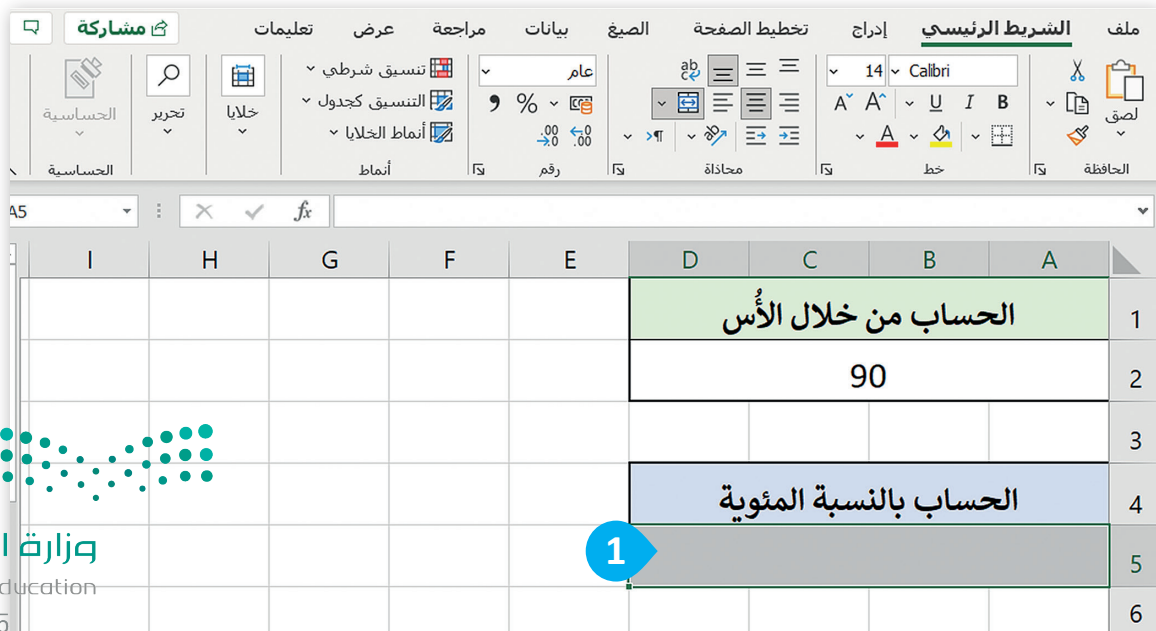 ملف الشريط الرئيسي إدراج تخطيط الصفحة الصيغ بيانات مراجعة عرض تعليمات مشاركة
لصق
الحافظة
Calibri 14
B I U
A A
A
خط
ab
محاذاة
عام
%
رقم
تنسيق شرطي
التنسيق كجدول
أنماط الخلايا
أنماط
خلايا
تحرير
الحساسية
الحساسية
A5
fx
A B C D E F G H I
1 الحساب من خلال الأُس
2 90
3
4 الحساب بالنسبة المئوية
5
1
6
وزارة